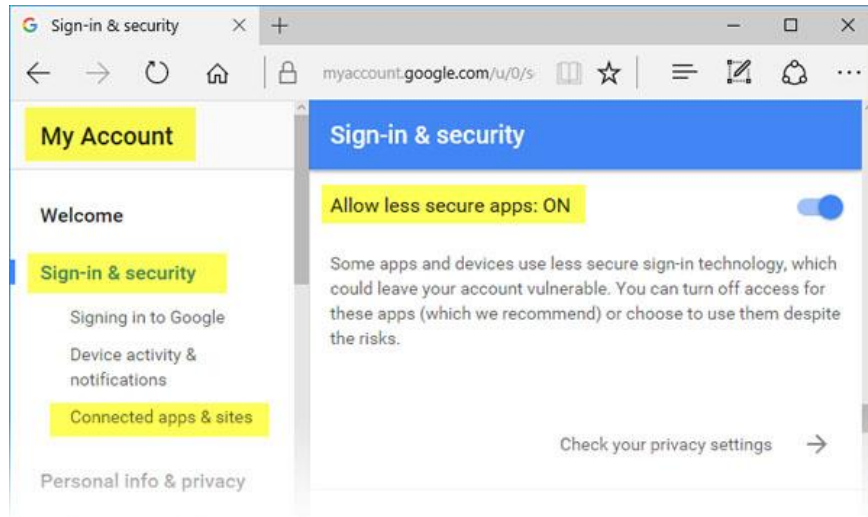 Sign-in & security
myaccount.google.com/u/0/s
My Account
Welcome
Sign-in & security
Signing in to Google
Device activity &
notifications
Connected apps & sites
Personal info & privacy
Sign-in & security
Allow less secure apps: ON
Some apps and devices use less secure sign-in technology, which
could leave your account vulnerable. You can turn off access for
these apps (which we recommend) or choose to use them despite
the risks.
Check your privacy settings